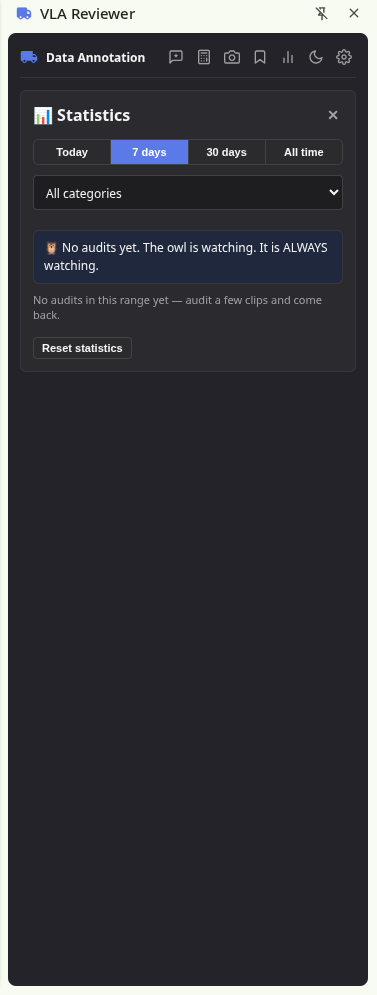 VLA Reviewer
Data Annotation
📊 Statistics
Today
7 days
30 days
All time
All categories
🦉 No audits yet. The owl is watching. It is ALWAYS
watching.
No audits in this range yet — audit a few clips and come
back.
Reset statistics